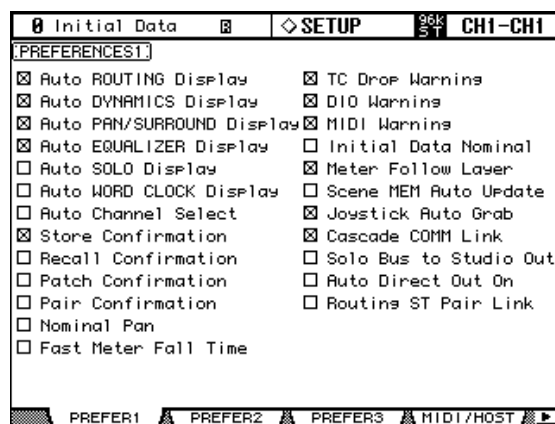 0 Initial Data R ◇SETUP 96k ST CH1-CH1
PREFERENCES1
☒ Auto ROUTING Display
☒ Auto DYNAMICS Display
☒ Auto PAN/SURROUND Display
☒ Auto EQUALIZER Display
☐ Auto SOLO Display
☐ Auto WORD CLOCK Display
☐ Auto Channel Select
☒ Store Confirmation
☐ Recall Confirmation
☐ Patch Confirmation
☐ Pair Confirmation
☐ Nominal Pan
☐ Fast Meter Fall Time
☒ TC Drop Warning
☒ DIO Warning
☒ MIDI Warning
☐ Initial Data Nominal
☒ Meter Follow Layer
☐ Scene MEM Auto Update
☒ Joystick Auto Grab
☒ Cascade COMM Link
☐ Solo Bus to Studio Out
☐ Auto Direct Out On
☐ Routing ST Pair Link
PREFER1 PREFER2 PREFER3 MIDI/HOST